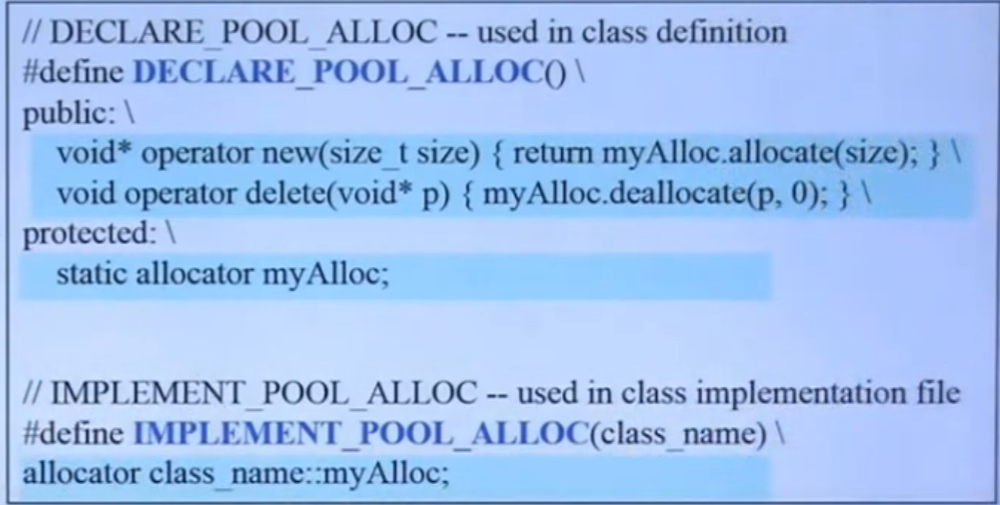 // DECLARE_POOL_ALLOC -- used in class definition
#define DECLARE_POOL_ALLOC() \
public: \
void* operator new(size_t size) { return myAlloc.allocate(size); } \
void operator delete(void* p) { myAlloc.deallocate(p, 0); } \
protected: \
static allocator myAlloc;
// IMPLEMENT_POOL_ALLOC -- used in class implementation file
#define IMPLEMENT_POOL_ALLOC(class_name) \
allocator class_name::myAlloc;